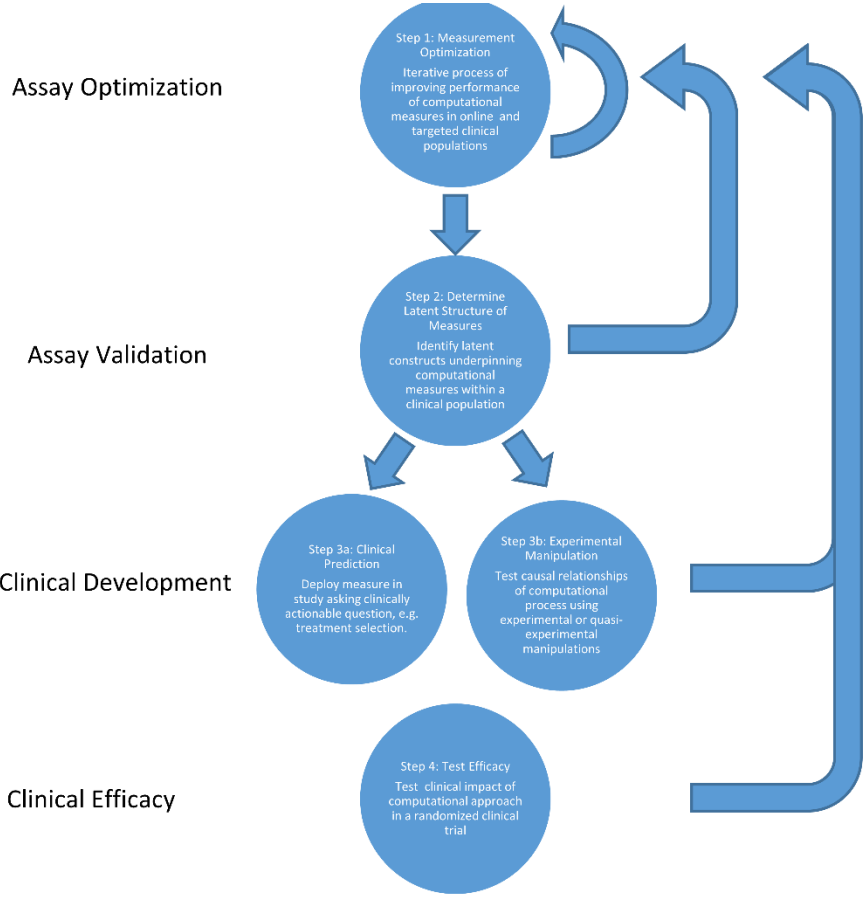 Step 1: Measurement
Optimization
Iterative process of
improving performance
of computational
measures in online and
targeted clinical
populations
Assay Optimization
Step 2: Determine
Latent Structure of
Measures
Identify latent
constructs underpinning
computational
measures within a
clinical population
Assay Validation
Step 3a: Clinical
Prediction
Deploy measure in
study asking clinically
actionable question, e.g.
treatment selection.
Step 3b: Experimental
Manipulation
Test causal relationships
of computational
process using
experimental or quasi-
experimental
manipulations
Clinical Development
Step 4: Test Efficacy
Test clinical impact of
computational approach
in a randomized clinical
trial
Clinical Efficacy